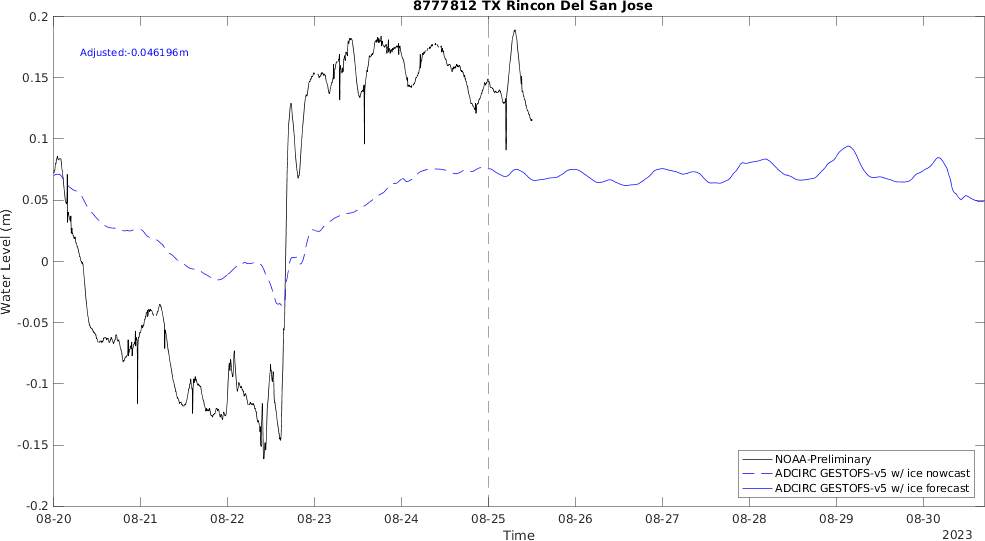 8777812 TX Rincon Del San Jose
Adjusted:-0.046196m
0.2
0.15
0.1
0.05
0
-0.05
-0.1
-0.15
-0.2
Water Level (m)
NOAA-Preliminary
ADCIRC GESTOFS-v5 w/ ice nowcast
ADCIRC GESTOFS-v5 w/ ice forecast
08-20 08-21 08-22 08-23 08-24 08-25 08-26 08-27 08-28 08-29 08-30
Time
2023